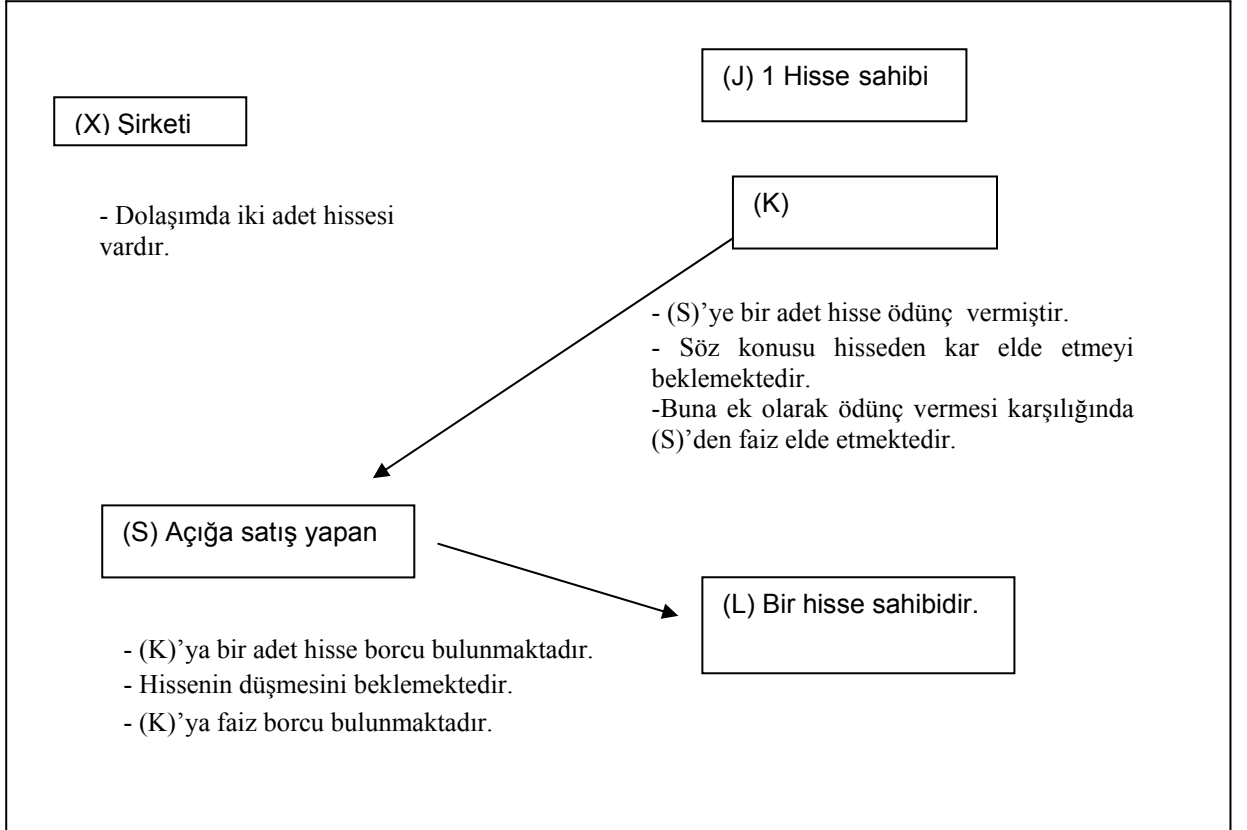 (J) 1 Hisse sahibi
(X) Şirketi
(K)
- Dolaşımda iki adet hissesi
vardır.
- (S)’ye bir adet hisse ödünç vermiştir.
- Söz konusu hisseden kar elde etmeyi
beklemektedir.
-Buna ek olarak ödünç vermesi karşılığında
(S)’den faiz elde etmektedir.
(S) Açığa satış yapan
(L) Bir hisse sahibidir.
- (K)’ya bir adet hisse borcu bulunmaktadır.
- Hissenin düşmesini beklemektedir.
- (K)’ya faiz borcu bulunmaktadır.